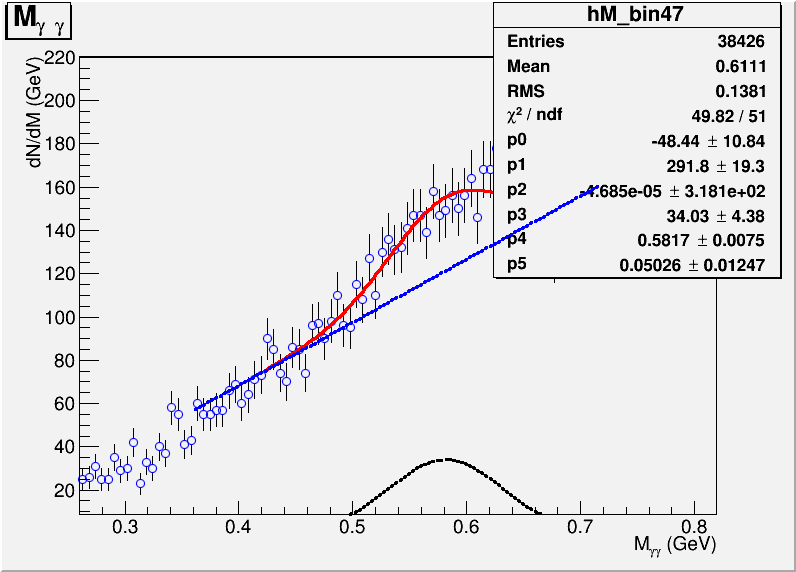 M γ γ
hM_bin47
Entries 38426
Mean 0.6111
RMS 0.1381
χ² / ndf 49.82 / 51
p0 -48.44 ± 10.84
p1 291.8 ± 19.3
p2 -4.685e-05 ± 3.181e+02
p3 34.03 ± 4.38
p4 0.5817 ± 0.0075
p5 0.05026 ± 0.01247
dN/dM (GeV)
220
200
180
160
140
120
100
80
60
40
20
0.3 0.4 0.5 0.6 0.7 0.8
Mγγ (GeV)